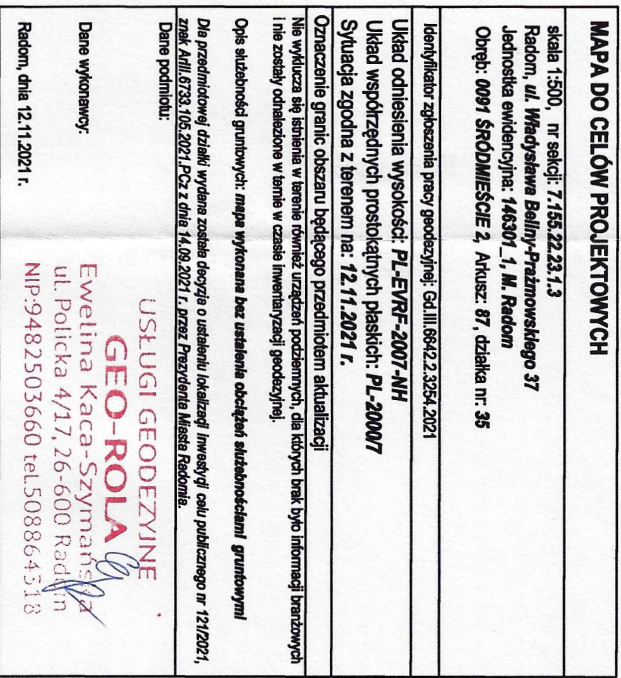 MAPA DO CELÓW PROJEKTOWYCH
skala 1:500, nr sekcji: 7.155.22.23.1.3
Radom, ul. Władysława Beliny-Prażmowskiego 37
Jednostka ewidencyjna: 146301_1, M. Radom
Obręb: 0091 ŚRÓDMIEŚCIE 2, Arkusz: 87, działka nr: 35
Identyfikator zgłoszenia pracy geodezyjnej: Gd.III.6642.2.3254.2021
Układ odniesienia wysokości: PL-EVRF-2007-NH
Układ współrzędnych prostokątnych płaskich: PL-2000/7
Sytuacja zgodna z terenem na: 12.11.2021 r.
Oznaczenie granic obszaru będącego przedmiotem aktualizacji
Nie wyklucza się istnienia w terenie również urządzeń podziemnych, dla których brak było informacji branżowych
i nie zostały odnalezione w ternie w czasie inwentaryzacji geodezyjnej.
Opis służebności gruntowych: mapa wykonana bez ustalenia obciążeń służebnościami gruntowymi
Dla przedmiotowej działki wydana została decyzja o ustaleniu lokalizacji inwestycji celu publicznego nr 121/2021,
znak ArIII.6733.105.2021.PCz z dnia 14.09.2021 r. przez Prezydenta Miasta Radomia.
Dane podmiotu:
USŁUGI GEODEZYJNE
GEO-ROLA
Dane wykonawcy:
Ewelina Kaca-Szymańska
ul. Policka 4/17, 26-600 Radom
NIP:9482503660 tel.508864318
Radom, dnia 12.11.2021 r.